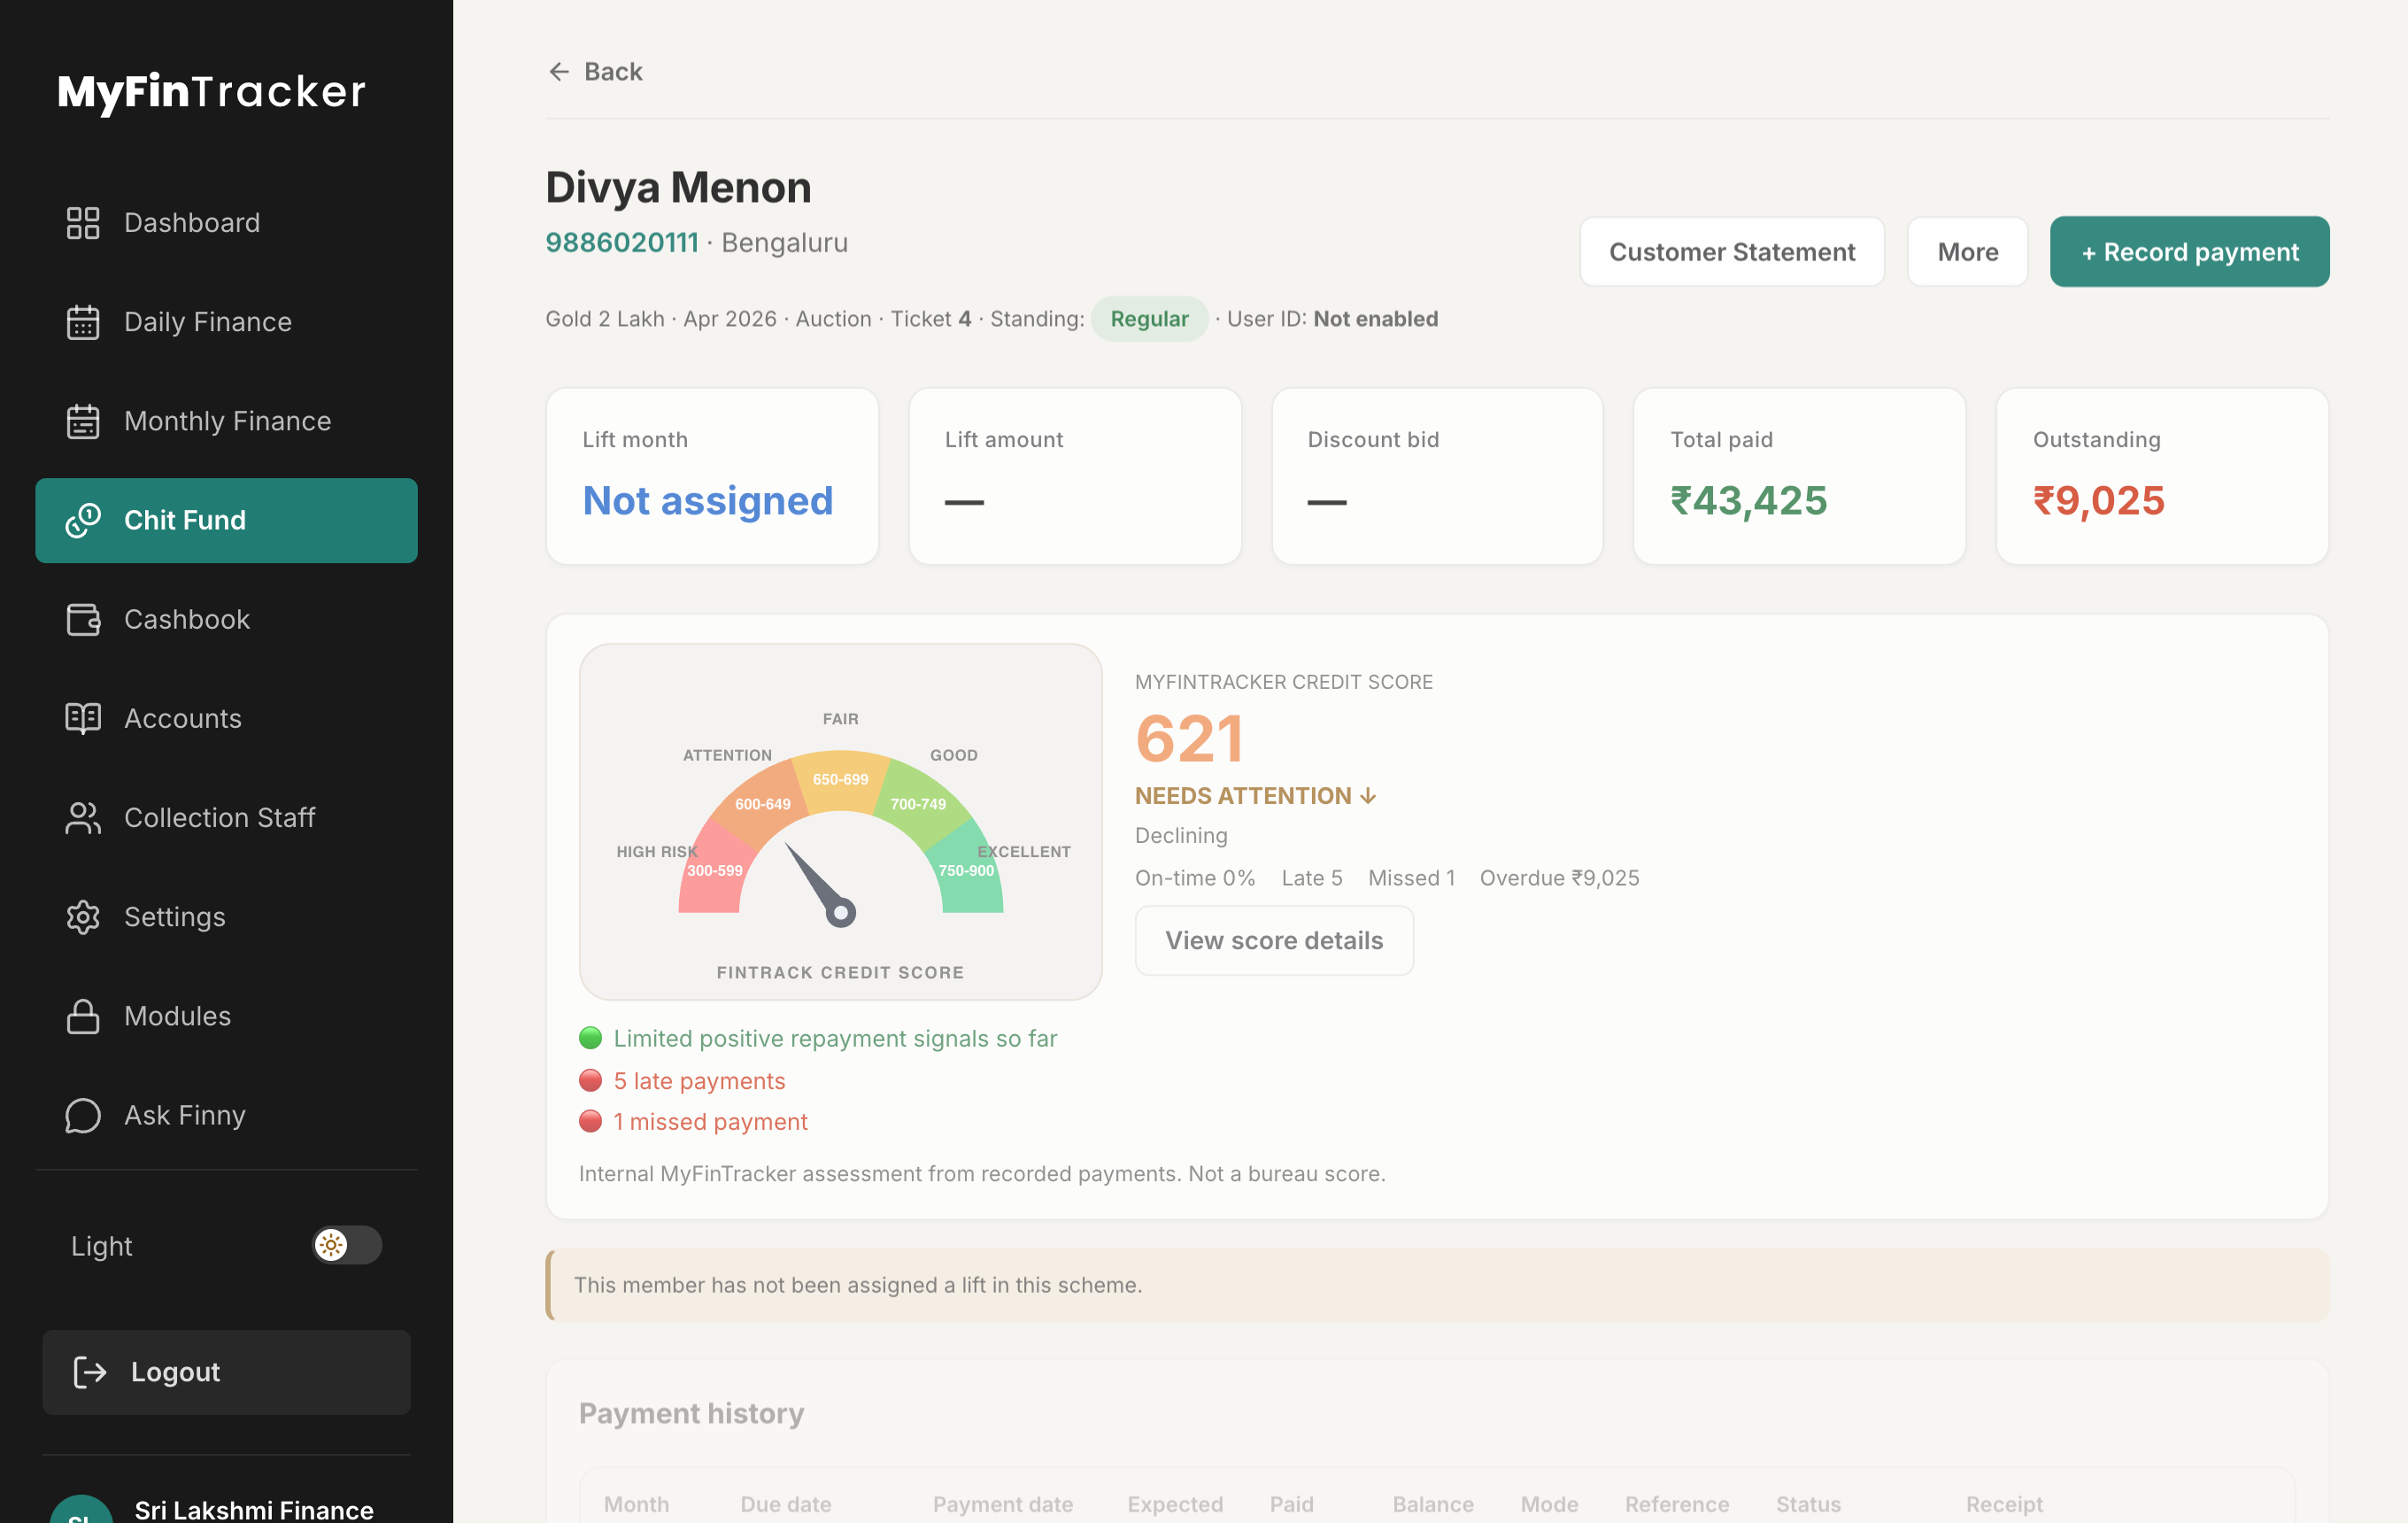 MyFinTracker
Dashboard
Daily Finance
Monthly Finance
Chit Fund
Cashbook
Accounts
Collection Staff
Settings
Modules
Ask Finny
Light
Logout
Sri Lakshmi Finance
Back
Divya Menon
9886020111 · Bengaluru
Customer Statement
More
+ Record payment
Gold 2 Lakh · Apr 2026 · Auction · Ticket 4 · Standing: Regular · User ID: Not enabled
Lift month
Not assigned
Lift amount
—
Discount bid
—
Total paid
₹43,425
Outstanding
₹9,025
FAIR
ATTENTION
GOOD
650-699
600-649
700-749
HIGH RISK
EXCELLENT
300-599
750-900
FINTRACK CREDIT SCORE
MYFINTRACKER CREDIT SCORE
621
NEEDS ATTENTION ↓
Declining
On-time 0% Late 5 Missed 1 Overdue ₹9,025
View score details
Limited positive repayment signals so far
5 late payments
1 missed payment
Internal MyFinTracker assessment from recorded payments. Not a bureau score.
This member has not been assigned a lift in this scheme.
Payment history
Month Due date Payment date Expected Paid Balance Mode Reference Status Receipt